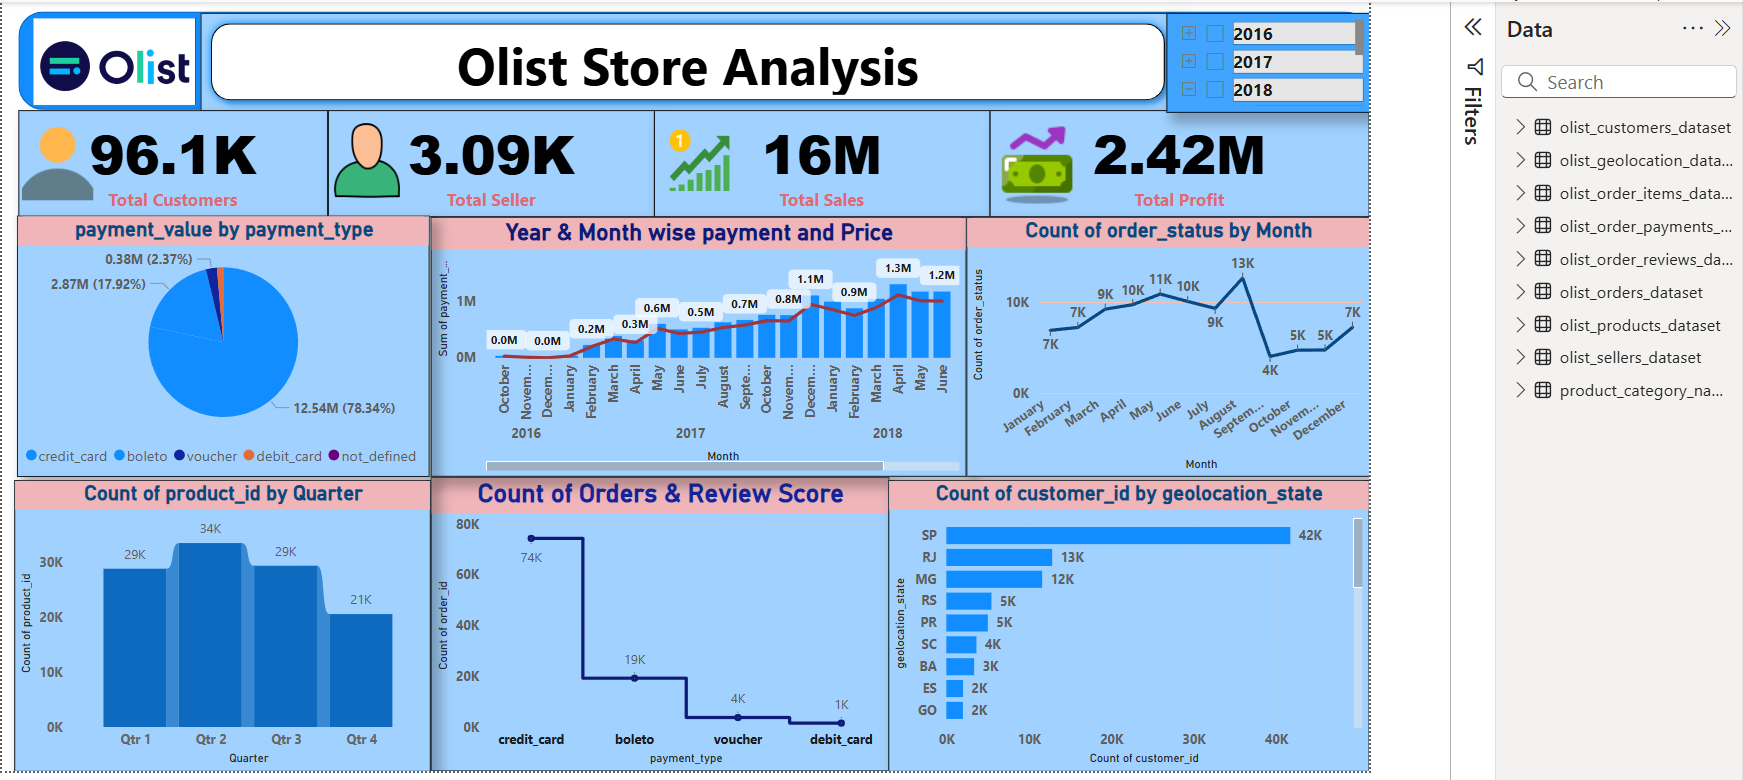 Olist
Olist Store Analysis
2016
2017
2018
96.1K
Total Customers
3.09K
Total Seller
1
16M
Total Sales
2.42M
Total Profit
payment_value by payment_type
0.38M (2.37%)
2.87M (17.92%)
12.54M (78.34%)
credit_card boleto voucher debit_card not_defined
Year & Month wise payment and Price
Sum of payment_...
1M
0M
0.0M
0.0M
0.2M
0.3M
0.6M
0.5M
0.7M
0.8M
1.1M
0.9M
1.3M
1.2M
October
Novem...
Decem...
January
February
March
April
May
June
July
August
Septe...
October
Novem...
Decem...
January
February
March
April
May
June
2016
2017
2018
Month
Count of order_status by Month
Count of order_status
10K
0K
7K
7K
9K
10K
11K
10K
9K
13K
4K
5K
5K
7K
January
February
March
April
May
June
July
August
Septem...
October
Novem...
December
Month
Count of product_id by Quarter
Count of product_id
30K
20K
10K
0K
29K
34K
29K
21K
Qtr 1
Qtr 2
Qtr 3
Qtr 4
Quarter
Count of Orders & Review Score
Count of order_id
80K
60K
40K
20K
0K
74K
19K
4K
1K
credit_card
boleto
voucher
debit_card
payment_type
Count of customer_id by geolocation_state
geolocation_state
SP 42K
RJ 13K
MG 12K
RS 5K
PR 5K
SC 4K
BA 3K
ES 2K
GO 2K
0K
10K
20K
30K
40K
Count of customer_id
Filters
Data
Search
olist_customers_dataset
olist_geolocation_data...
olist_order_items_data...
olist_order_payments_...
olist_order_reviews_da...
olist_orders_dataset
olist_products_dataset
olist_sellers_dataset
product_category_na...